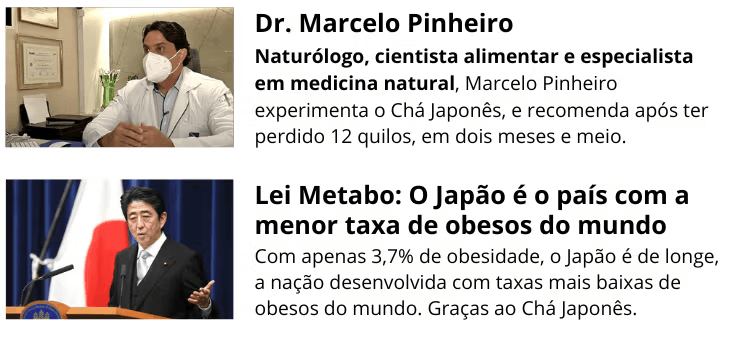 Dr. Marcelo Pinheiro
Naturólogo, cientista alimentar e especialista
em medicina natural, Marcelo Pinheiro
experimenta o Chá Japonês, e recomenda após ter
perdido 12 quilos, em dois meses e meio.
Lei Metabo: O Japão é o país com a
menor taxa de obesos do mundo
Com apenas 3,7% de obesidade, o Japão é de longe,
a nação desenvolvida com taxas mais baixas de
obesos do mundo. Graças ao Chá Japonês.